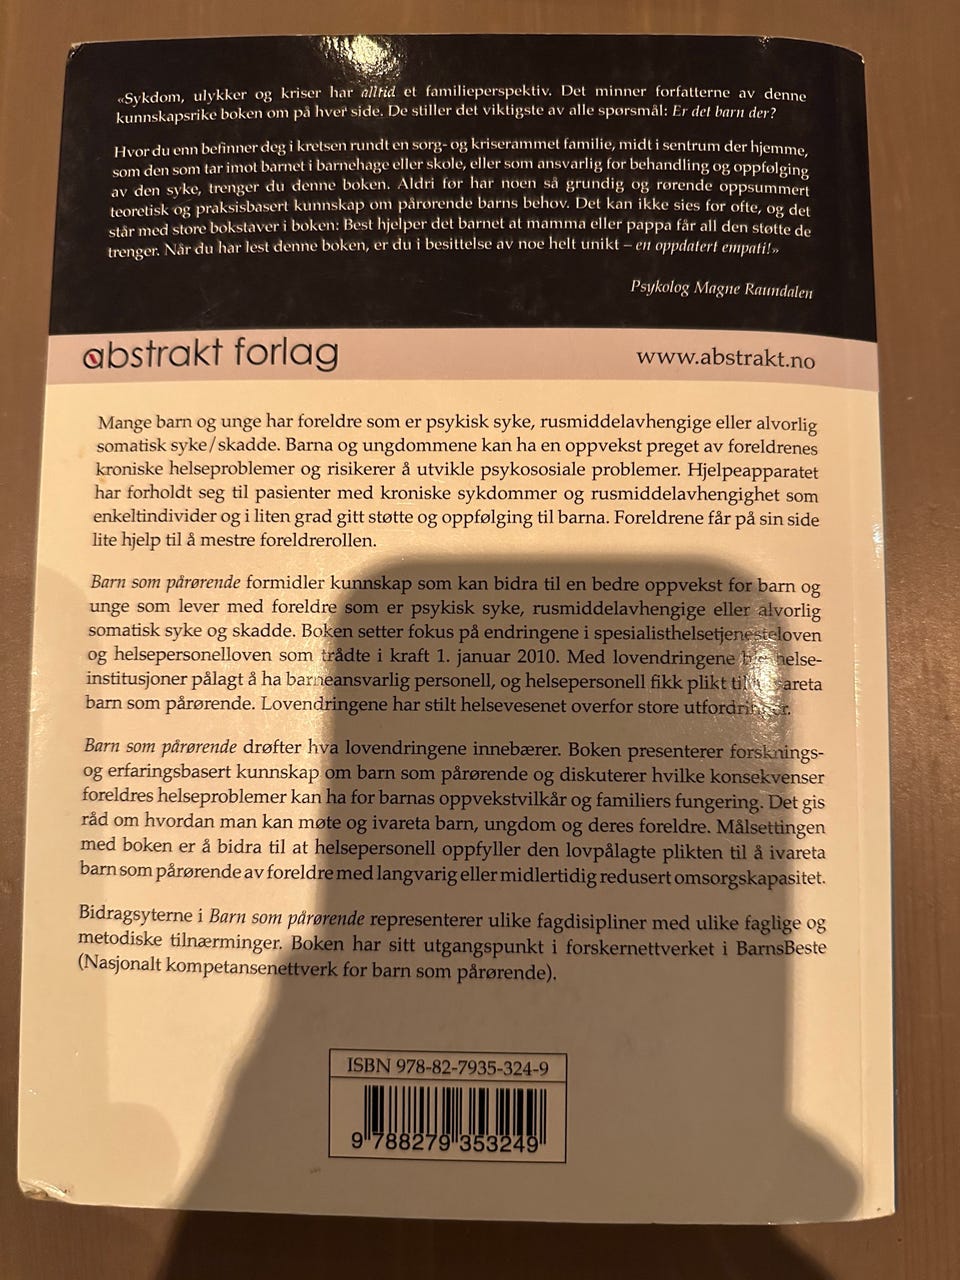 «Sykdom, ulykker og kriser har alltid et familieperspektiv. Det minner forfatterne av denne
kunnskapsrike boken om på hver side. De stiller det viktigste av alle spørsmål: Er det barn der?
Hvor du enn befinner deg i kretsen rundt en sorg- og kriserammet familie, midt i sentrum der hjemme,
som den som tar imot barnet i barnehage eller skole, eller som ansvarlig for behandling og oppfølging
av den syke, trenger du denne boken. Aldri før har noen så grundig og rørende oppsummert
teoretisk og praksisbasert kunnskap om pårørende barns behov. Det kan ikke sies for ofte, og det
står med store bokstaver i boken: Best hjelper det barnet at mamma eller pappa får all den støtte de
trenger. Når du har lest denne boken, er du i besittelse av noe helt unikt – en oppdatert empati!»
Psykolog Magne Raundalen
abstrakt forlag
www.abstrakt.no
Mange barn og unge har foreldre som er psykisk syke, rusmiddelavhengige eller alvorlig
somatisk syke/skadde. Barna og ungdommene kan ha en oppvekst preget av foreldrenes
kroniske helseproblemer og risikerer å utvikle psykososiale problemer. Hjelpeapparatet
har forholdt seg til pasienter med kroniske sykdommer og rusmiddelavhengighet som
enkeltindivider og i liten grad gitt støtte og oppfølging til barna. Foreldrene får på sin side
lite hjelp til å mestre foreldrerollen.
Barn som pårørende formidler kunnskap som kan bidra til en bedre oppvekst for barn og
unge som lever med foreldre som er psykisk syke, rusmiddelavhengige eller alvorlig
somatisk syke og skadde. Boken setter fokus på endringene i spesialisthelsetjenesteloven
og helsepersonelloven som trådte i kraft 1. januar 2010. Med lovendringene helse-
institusjoner pålagt å ha barneansvarlig personell, og helsepersonell fikk plikt til
barn som pårørende. Lovendringene har stilt helsevesenet overfor store utfordringer.
Barn som pårørende drøfter hva lovendringene innebærer. Boken presenterer forsknings-
og erfaringsbasert kunnskap om barn som pårørende og diskuterer hvilke konsekvenser
foreldres helseproblemer kan ha for barnas oppvekstvilkår og familiers fungering. Det gis
råd om hvordan man kan møte og ivareta barn, ungdom og deres foreldre. Målsettingen
med boken er å bidra til at helsepersonell oppfyller den lovpålagte plikten til å ivareta
barn som pårørende av foreldre med langvarig eller midlertidig redusert omsorgskapasitet.
Bidragsyterne i Barn som pårørende representerer ulike fagdisipliner med ulike faglige og
metodiske tilnærminger. Boken har sitt utgangspunkt i forskernettverket i BarnsBeste
(Nasjonalt kompetansenettverk for barn som pårørende).
ISBN 978-82-7935-324-9
9 788279 353249